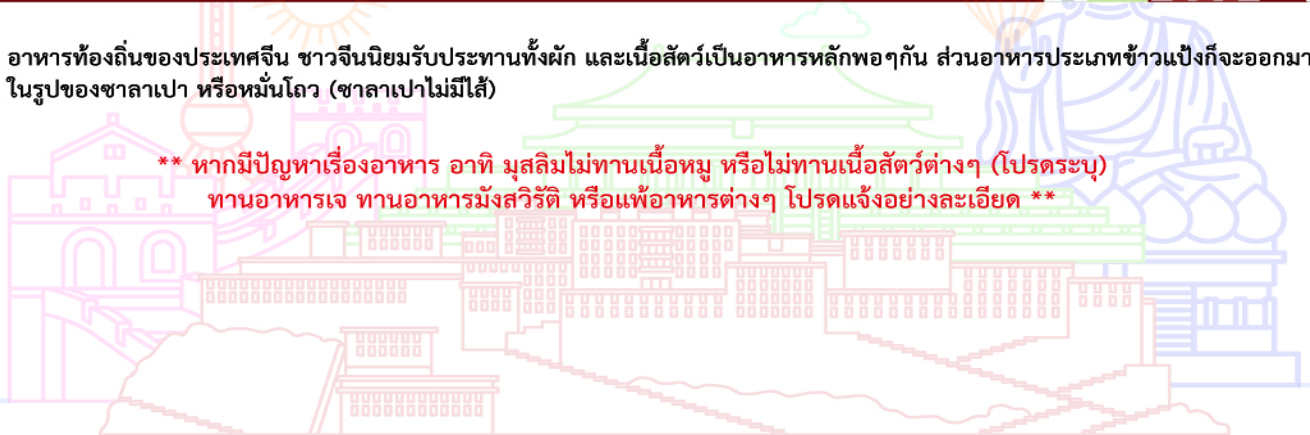 อาหารท้องถิ่นของประเทศจีน ชาวจีนนิยมรับประทานทั้งผัก และเนื้อสัตว์เป็นอาหารหลักพอๆกัน ส่วนอาหารประเภทข้าวแป้งก็จะออกมา
ในรูปของซาลาเปา หรือหมั่นโถว (ซาลาเปาไม่มีไส้)
** หากมีปัญหาเรื่องอาหาร อาทิ มุสลิมไม่ทานเนื้อหมู หรือไม่ทานเนื้อสัตว์ต่างๆ (โปรดระบุ)
ทานอาหารเจ ทานอาหารมังสวิรัติ หรือแพ้อาหารต่างๆ โปรดแจ้งอย่างละเอียด **